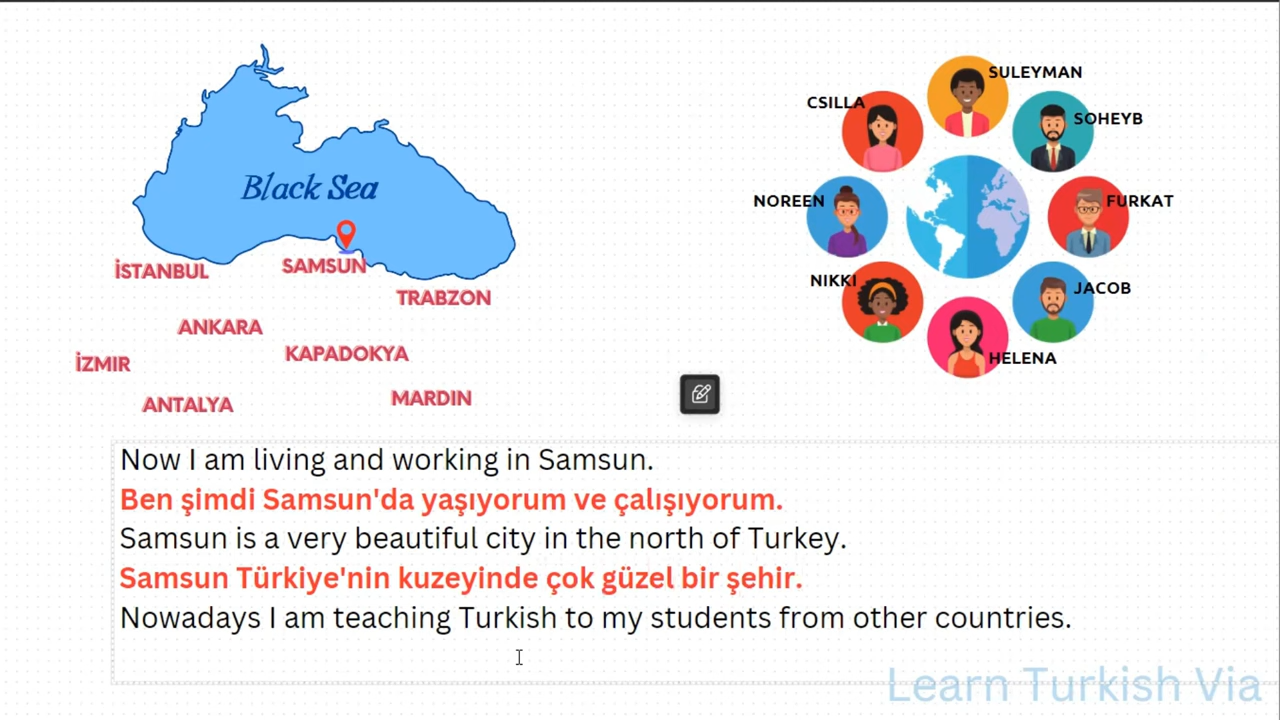 Black Sea
İSTANBUL
SAMSUN
TRABZON
ANKARA
KAPADOKYA
İZMIR
MARDIN
ANTALYA
SULEYMAN
CSILLA
SOHEYB
NOREEN
FURKAT
NIKKI
JACOB
HELENA
Now I am living and working in Samsun.
Ben şimdi Samsun'da yaşıyorum ve çalışıyorum.
Samsun is a very beautiful city in the north of Turkey.
Samsun Türkiye'nin kuzeyinde çok güzel bir şehir.
Nowadays I am teaching Turkish to my students from other countries.
Learn Turkish Via